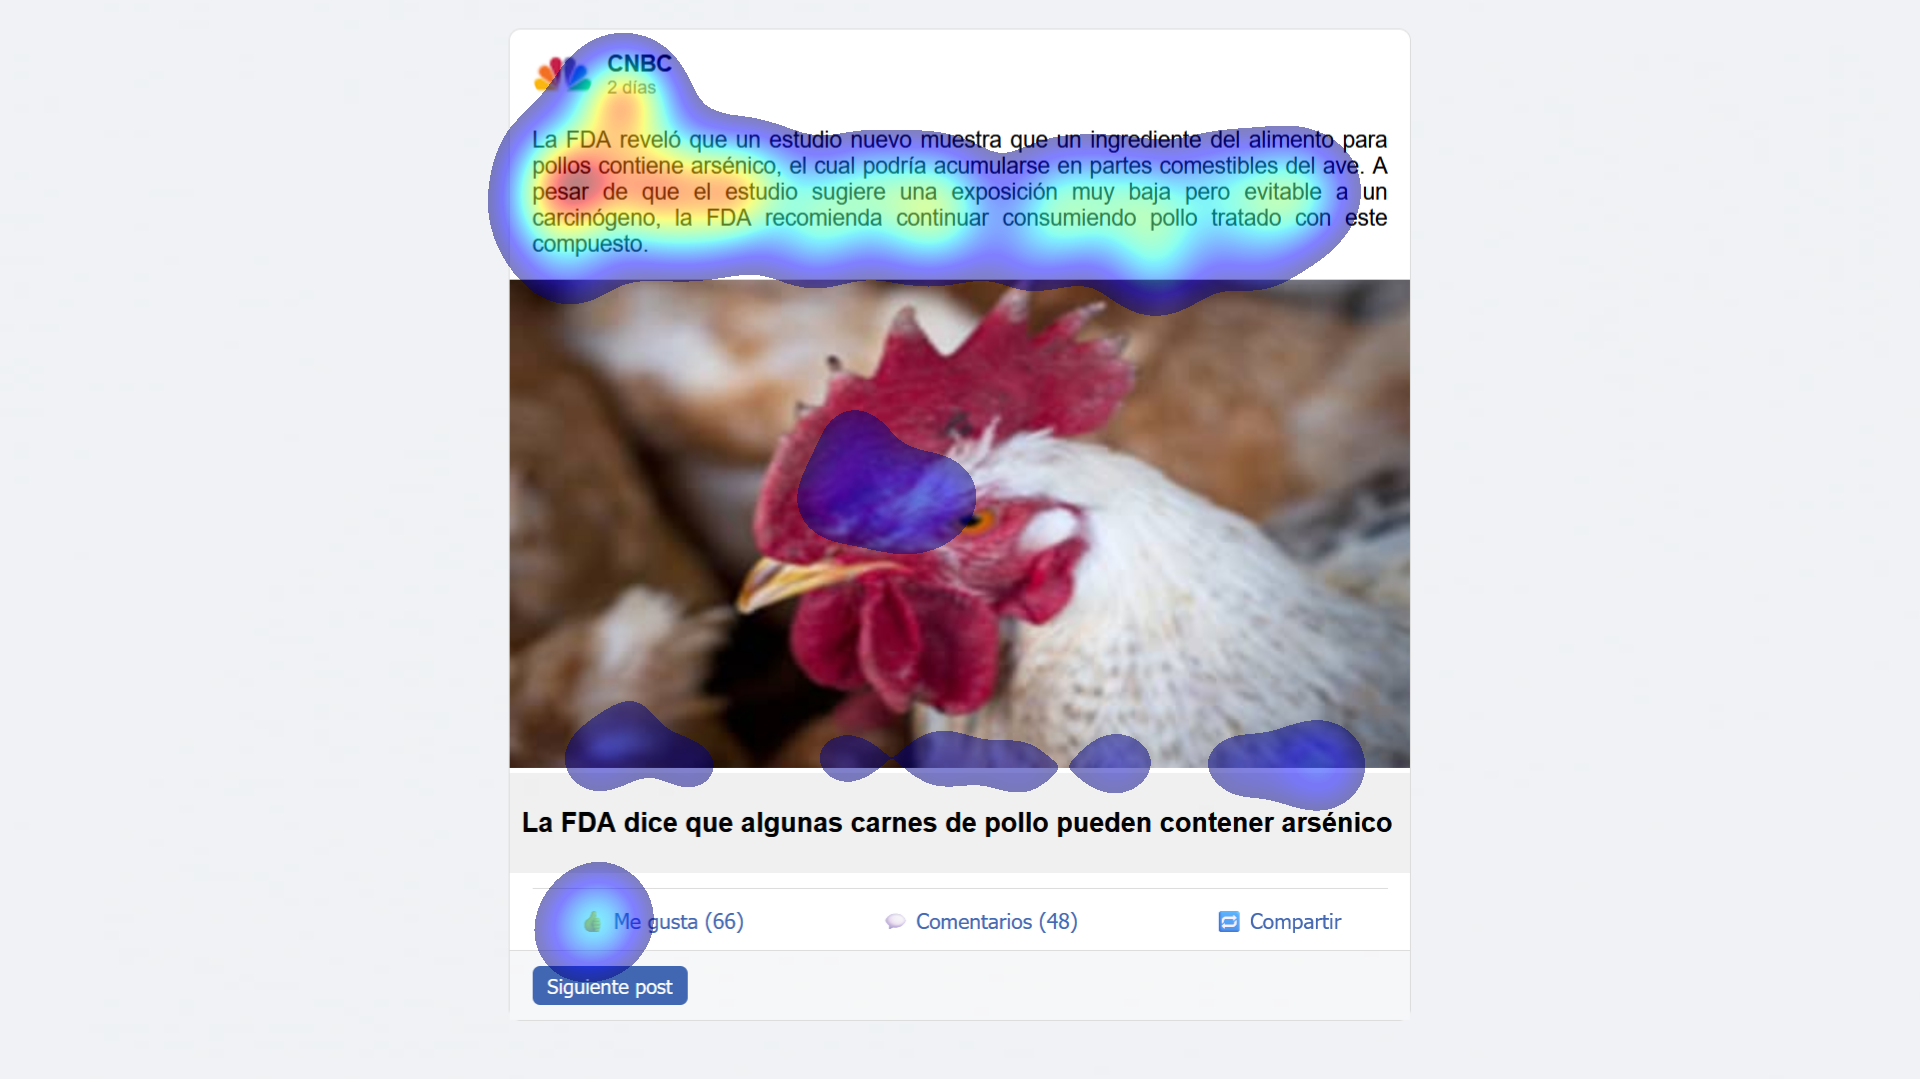 CNBC
2 días
La FDA reveló que un estudio nuevo muestra que un ingrediente del alimento para
pollos contiene arsénico, el cual podría acumularse en partes comestibles del ave. A
pesar de que el estudio sugiere una exposición muy baja pero evitable a un
carcinógeno, la FDA recomienda continuar consumiendo pollo tratado con este
compuesto.
La FDA dice que algunas carnes de pollo pueden contener arsénico
Me gusta (66)
Comentarios (48)
Compartir
Siguiente post